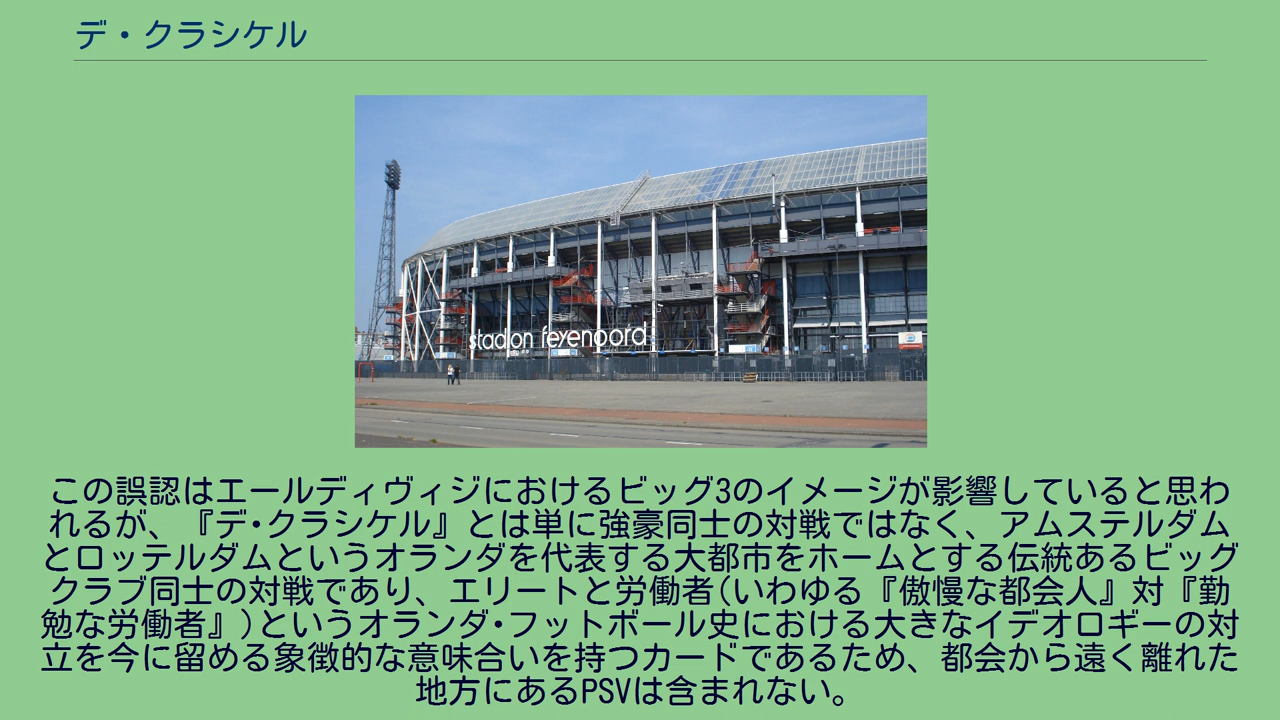 デ・クラシケル
stadion feyenoord
この誤認はエールディヴィジにおけるビッグ3のイメージが影響していると思わ
れるが、『デ・クラシケル』とは単に強豪同士の対戦ではなく、アムステルダム
とロッテルダムというオランダを代表する大都市をホームとする伝統あるビッグ
クラブ同士の対戦であり、エリートと労働者(いわゆる『傲慢な都会人』対『勤
勉な労働者』)というオランダ・フットボール史における大きなイデオロギーの対
立を今に留める象徴的な意味合いを持つカードであるため、都会から遠く離れた
地方にあるPSVは含まれない。